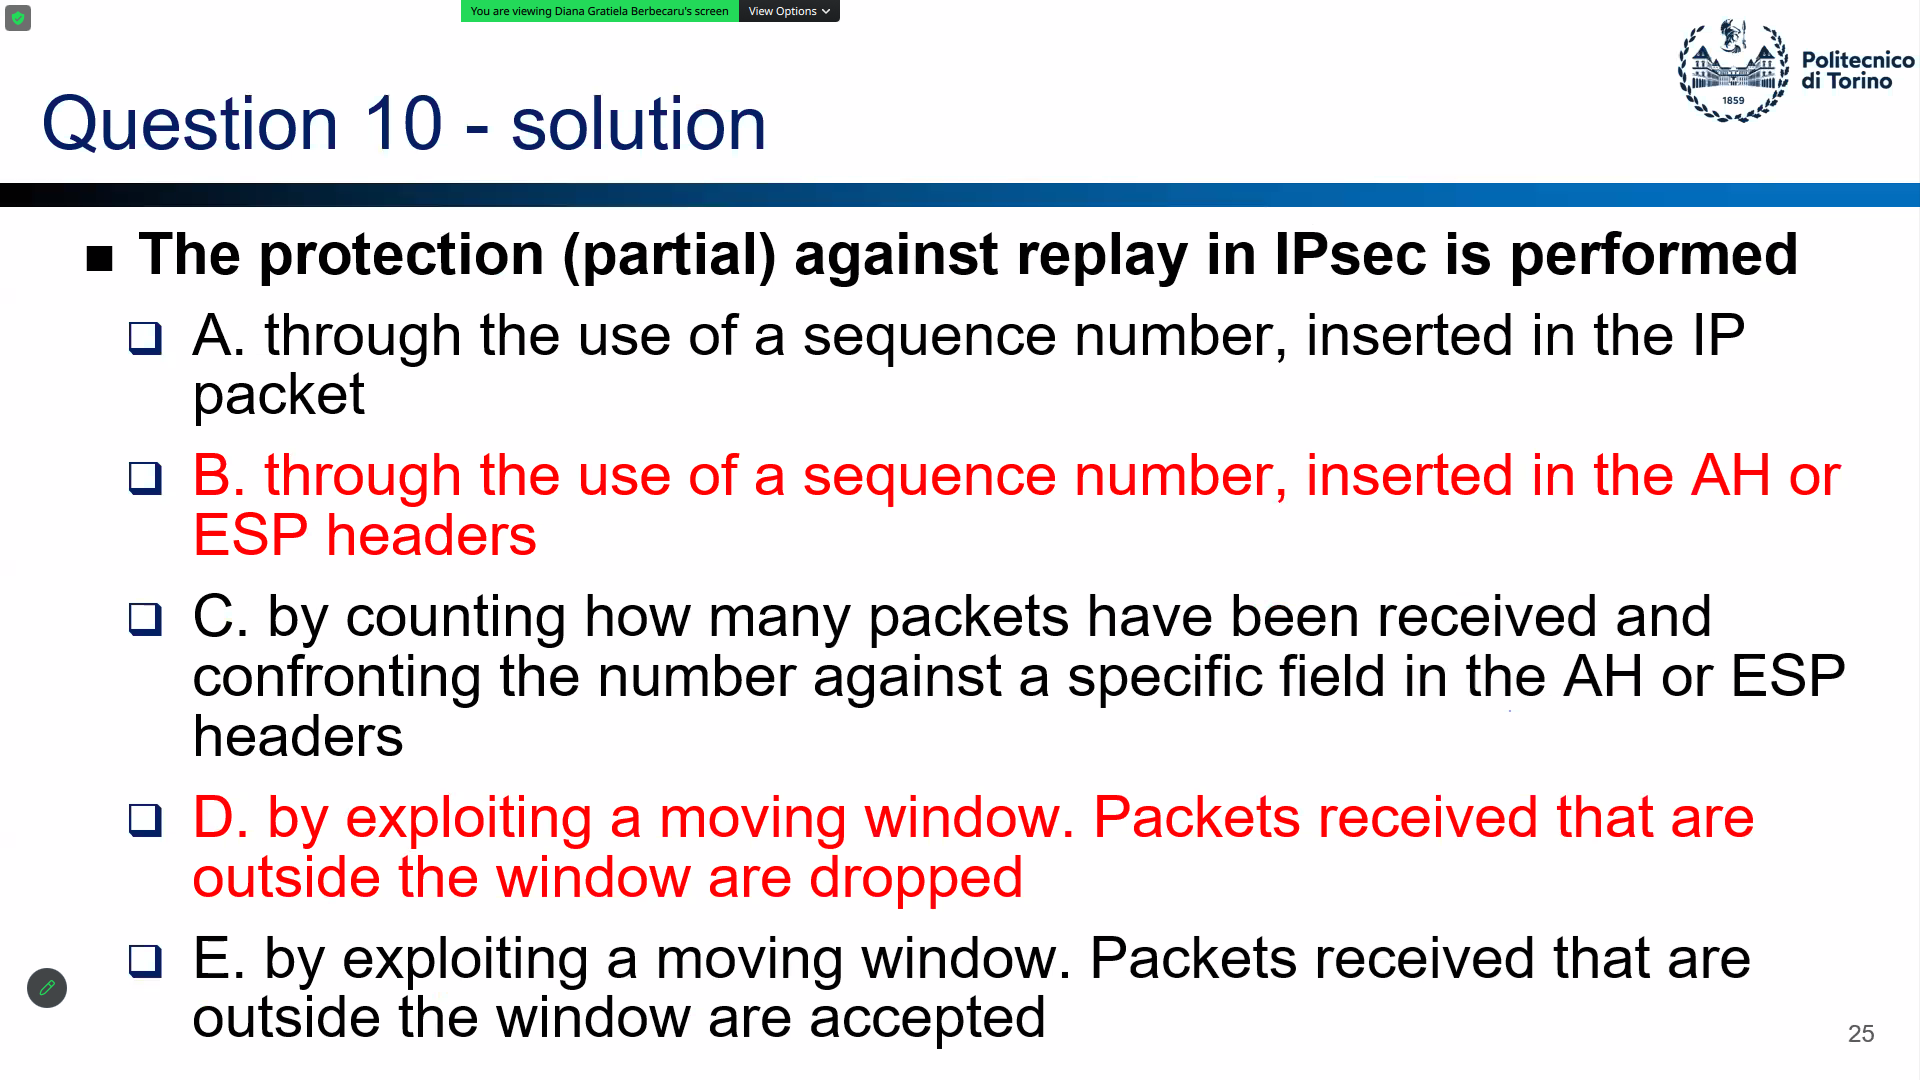 You are viewing Diana Gratiela Berbecaru's screen
View Options
Politecnico
di Torino
1859
Question 10 - solution
The protection (partial) against replay in IPsec is performed
A. through the use of a sequence number, inserted in the IP
packet
B. through the use of a sequence number, inserted in the AH or
ESP headers
C. by counting how many packets have been received and
confronting the number against a specific field in the AH or ESP
headers
D. by exploiting a moving window. Packets received that are
outside the window are dropped
E. by exploiting a moving window. Packets received that are
outside the window are accepted
25